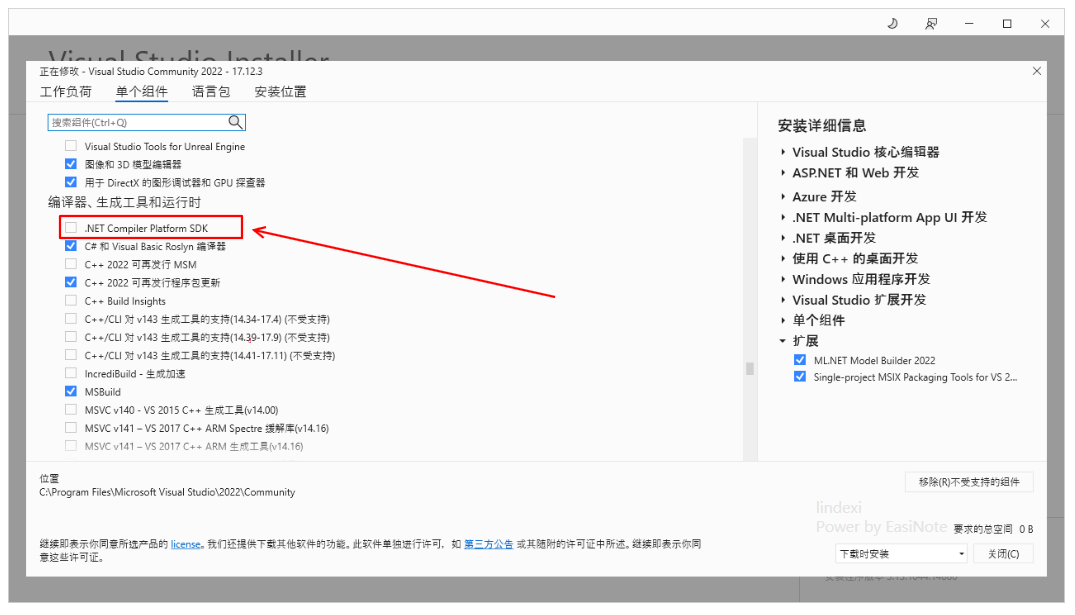 Visual Studio Installer
正在修改 - Visual Studio Community 2022 - 17.12.3
工作负荷 单个组件 语言包 安装位置
搜索组件(Ctrl+Q)
Visual Studio Tools for Unreal Engine
图像和 3D 模型编辑器
用于 DirectX 的图形调试器和 GPU 探查器
编译器、生成工具和运行时
.NET Compiler Platform SDK
C# 和 Visual Basic Roslyn 编译器
C++ 2022 可再发行 MSM
C++ 2022 可再发行程序包更新
C++ Build Insights
C++/CLI 对 v143 生成工具的支持(14.34-17.4) (不受支持)
C++/CLI 对 v143 生成工具的支持(14.39-17.9) (不受支持)
C++/CLI 对 v143 生成工具的支持(14.41-17.11) (不受支持)
IncrediBuild - 生成加速
MSBuild
MSVC v140 - VS 2015 C++ 生成工具(v14.00)
MSVC v141 – VS 2017 C++ ARM Spectre 缓解库(v14.16)
MSVC v141 – VS 2017 C++ ARM 生成工具(v14.16)
安装详细信息
Visual Studio 核心编辑器
ASP.NET 和 Web 开发
Azure 开发
.NET Multi-platform App UI 开发
.NET 桌面开发
使用 C++ 的桌面开发
Windows 应用程序开发
Visual Studio 扩展开发
单个组件
扩展
ML.NET Model Builder 2022
Single-project MSIX Packaging Tools for VS 2...
位置
C:\Program Files\Microsoft Visual Studio\2022\Community
移除(R)不受支持的组件
lindexi
Power by EasiNote
要求的总空间 0 B
继续即表示你同意所选产品的 license。我们还提供下载其他软件的功能。此软件单独进行许可，如 第三方公告 或其随附的许可证中所述。继续即表示你同
意这些许可证。
下载时安装
关闭(C)